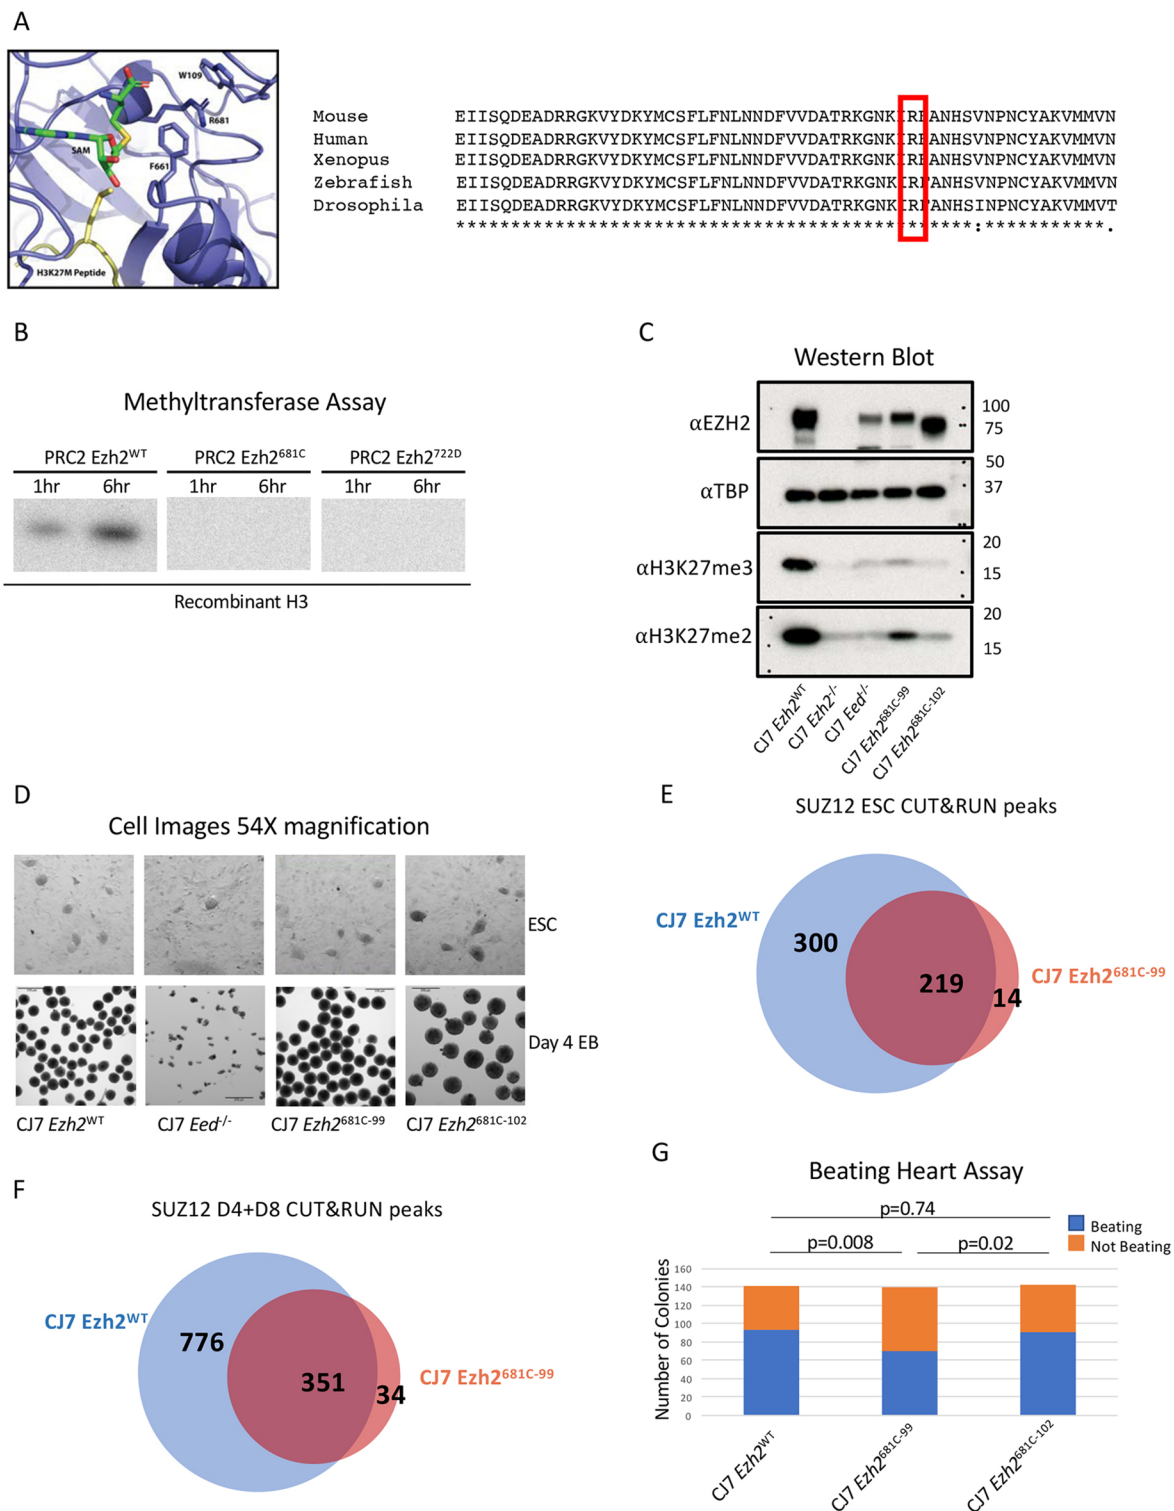 A
W109
R681
SAM
F661
H3K27M Peptide
Mouse EIISQDEADRRGKVYDKYMCSFLFNLNNDFVVDATRKGNKIRFANHSVNPNCYAKVMMVN
Human EIISQDEADRRGKVYDKYMCSFLFNLNNDFVVDATRKGNKIRFANHSVNPNCYAKVMMVN
Xenopus EIISQDEADRRGKVYDKYMCSFLFNLNNDFVVDATRKGNKIRFANHSVNPNCYAKVMMVN
Zebrafish EIISQDEADRRGKVYDKYMCSFLFNLNNDFVVDATRKGNKIRFANHSVNPNCYAKVMMVN
Drosophila EIISQDEADRRGKVYDKYMCSFLFNLNNDFVVDATRKGNKIRFANHSINPNCYAKVMMVT
***********************************************:***********.
B
Methyltransferase Assay
PRC2 Ezh2WT PRC2 Ezh2681C PRC2 Ezh2722D
1hr 6hr 1hr 6hr 1hr 6hr
Recombinant H3
C
Western Blot
αEZH2
100
75
αTBP
50
37
αH3K27me3
20
15
αH3K27me2
20
15
CJ7 Ezh2WT
CJ7 Ezh2-/-
CJ7 Eed-/-
CJ7 Ezh2681C-99
CJ7 Ezh2681C-102
D
Cell Images 54X magnification
ESC
Day 4 EB
CJ7 Ezh2WT CJ7 Eed-/- CJ7 Ezh2681C-99 CJ7 Ezh2681C-102
E
SUZ12 ESC CUT&RUN peaks
CJ7 Ezh2WT
300
219
14
CJ7 Ezh2681C-99
F
SUZ12 D4+D8 CUT&RUN peaks
CJ7 Ezh2WT
776
351
34
CJ7 Ezh2681C-99
G
Beating Heart Assay
p=0.74
p=0.008
p=0.02
Beating
Not Beating
Number of Colonies
160
140
120
100
80
60
40
20
0
CJ7 Ezh2WT
CJ7 Ezh2681C-99
CJ7 Ezh2681C-102